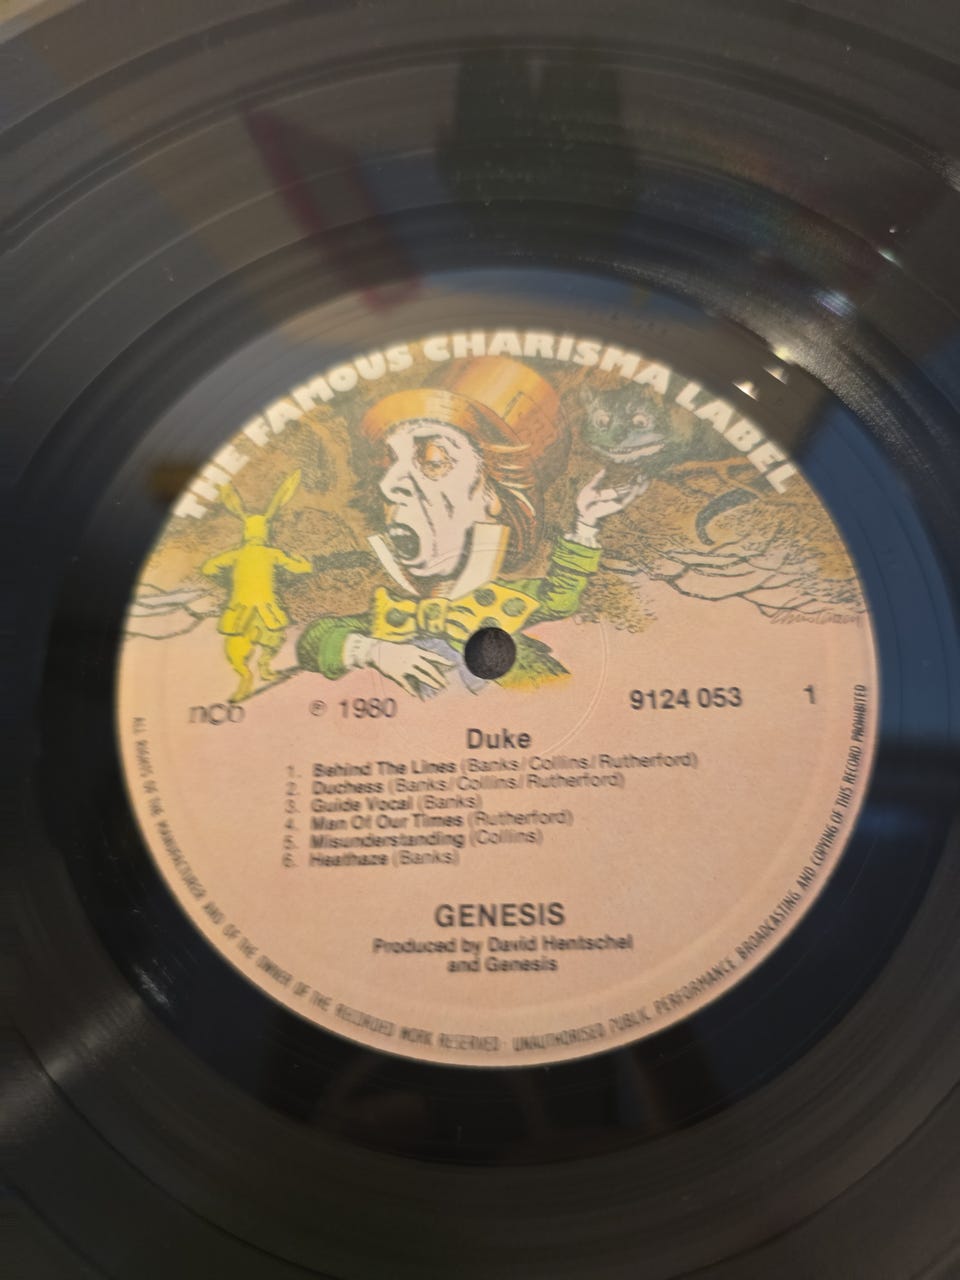 THE FAMOUS CHARISMA LABEL
ncb ℗ 1980 9124 053 1
Duke
1. Behind The Lines (Banks/Collins/Rutherford)
2. Duchess (Banks/Collins/Rutherford)
3. Guide Vocal (Banks)
4. Man Of Our Times (Rutherford)
5. Misunderstanding (Collins)
6. Heathaze (Banks)
GENESIS
Produced by David Hentschel
and Genesis
ALL RIGHTS OF THE MANUFACTURER AND OF THE OWNER OF THE RECORDED WORK RESERVED · UNAUTHORISED PUBLIC PERFORMANCE BROADCASTING AND COPYING OF THIS RECORD PROHIBITED